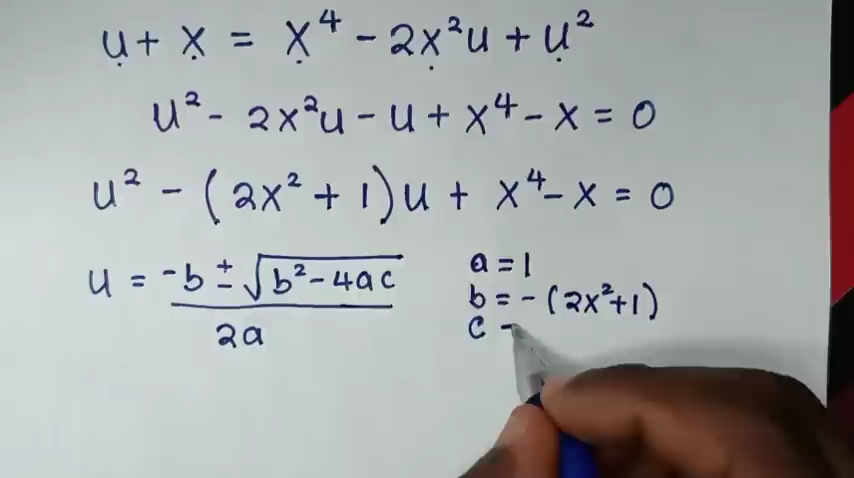 u + x = x⁴ - 2x²u + u²
u² - 2x²u - u + x⁴ - x = 0
u² - (2x² + 1)u + x⁴ - x = 0
u = (-b ± √(b² - 4ac)) / 2a
a = 1
b = - (2x²+1)
c =